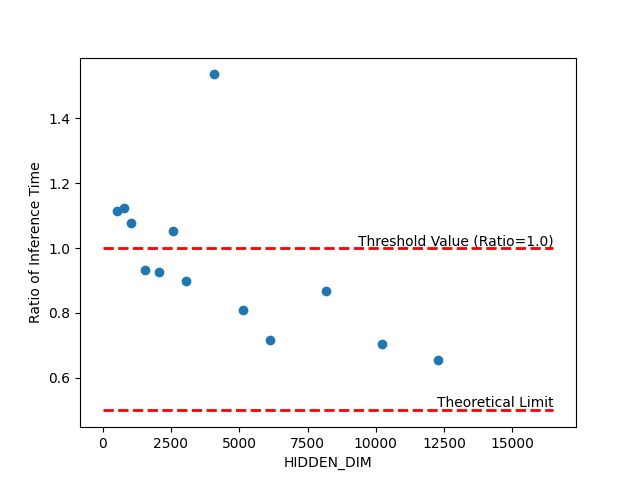 1.4
1.2
Threshold Value (Ratio=1.0)
1.0
0.8
0.6
Theoretical Limit
Ratio of Inference Time
0 2500 5000 7500 10000 12500 15000
HIDDEN_DIM